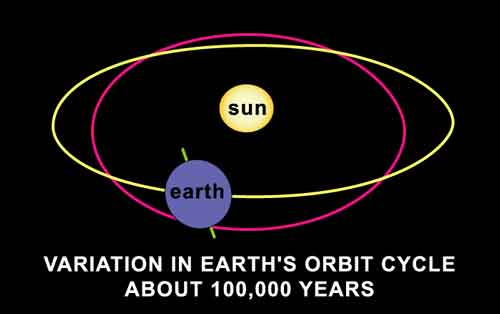 sun
earth
VARIATION IN EARTH'S ORBIT CYCLE
ABOUT 100,000 YEARS